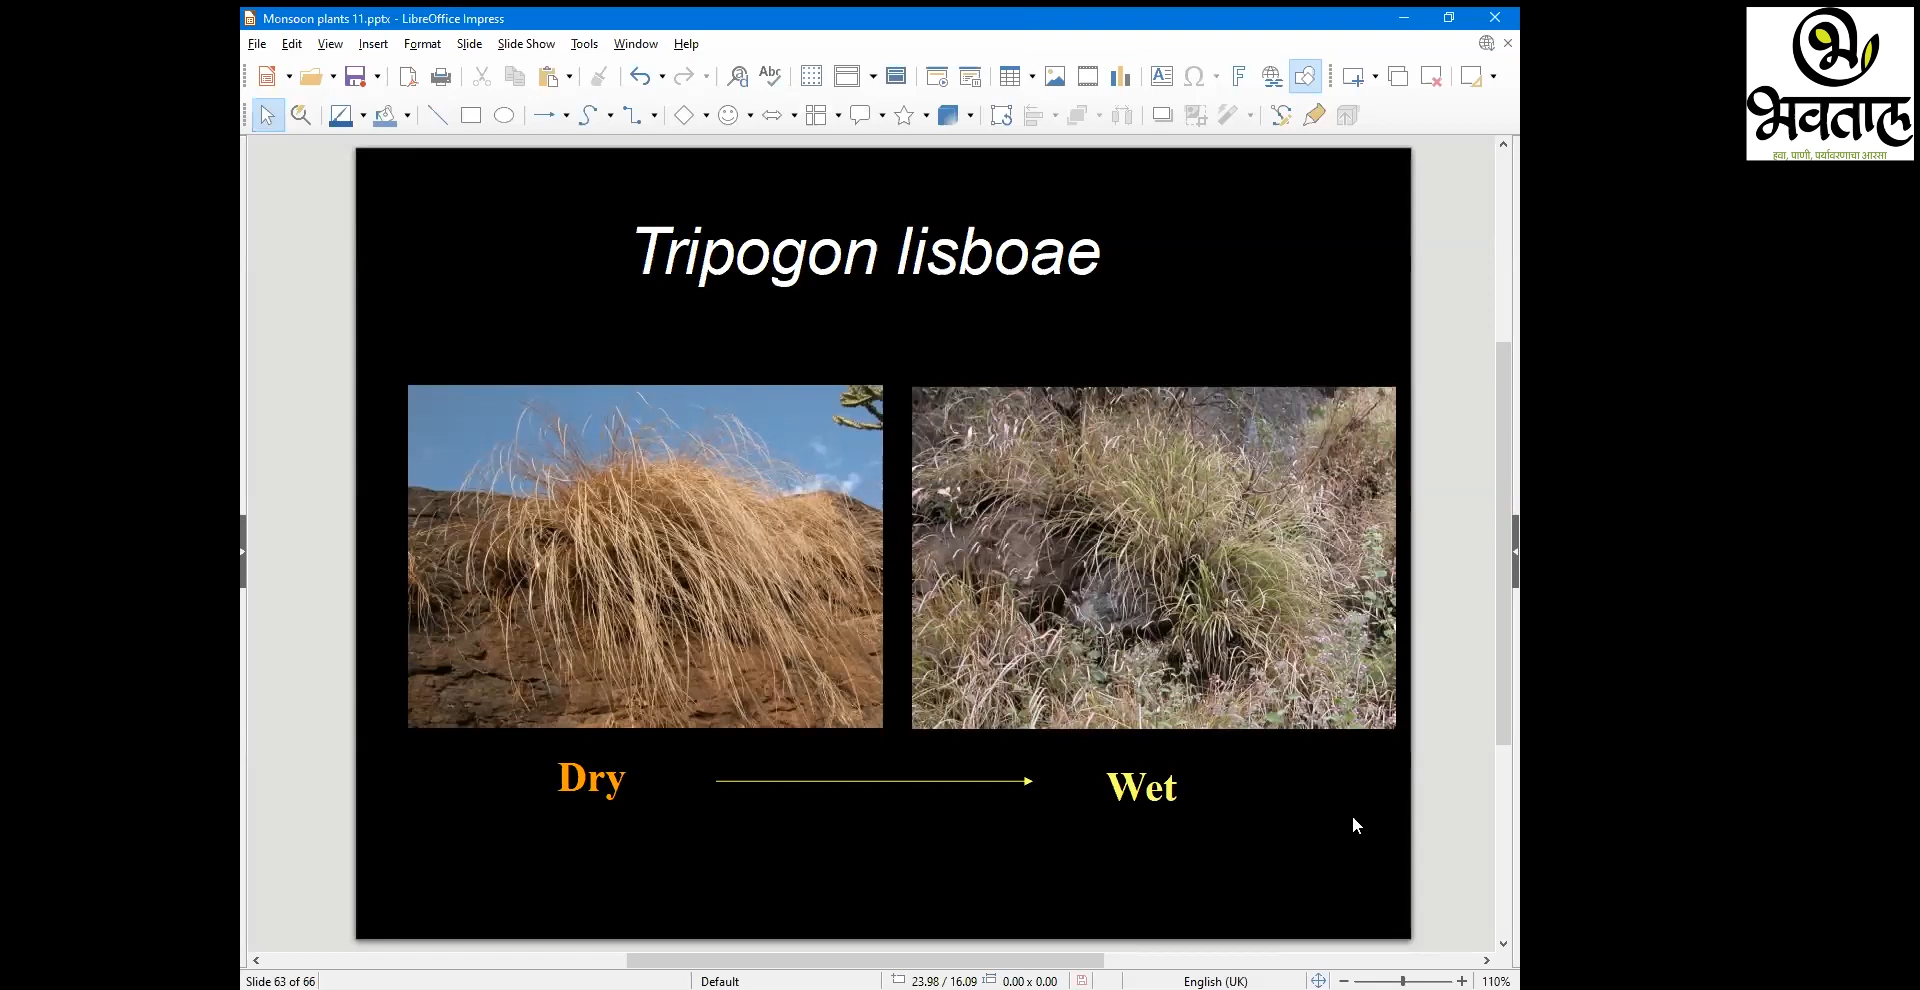 Monsoon plants 11.pptx - LibreOffice Impress
File Edit View Insert Format Slide Slide Show Tools Window Help
Abc
Tripogon lisboae
Dry
Wet
Slide 63 of 66
Default
23.98 / 16.09
0.00 x 0.00
English (UK)
110%
भवताल
हवा, पाणी, पर्यावरणाचा आरसा